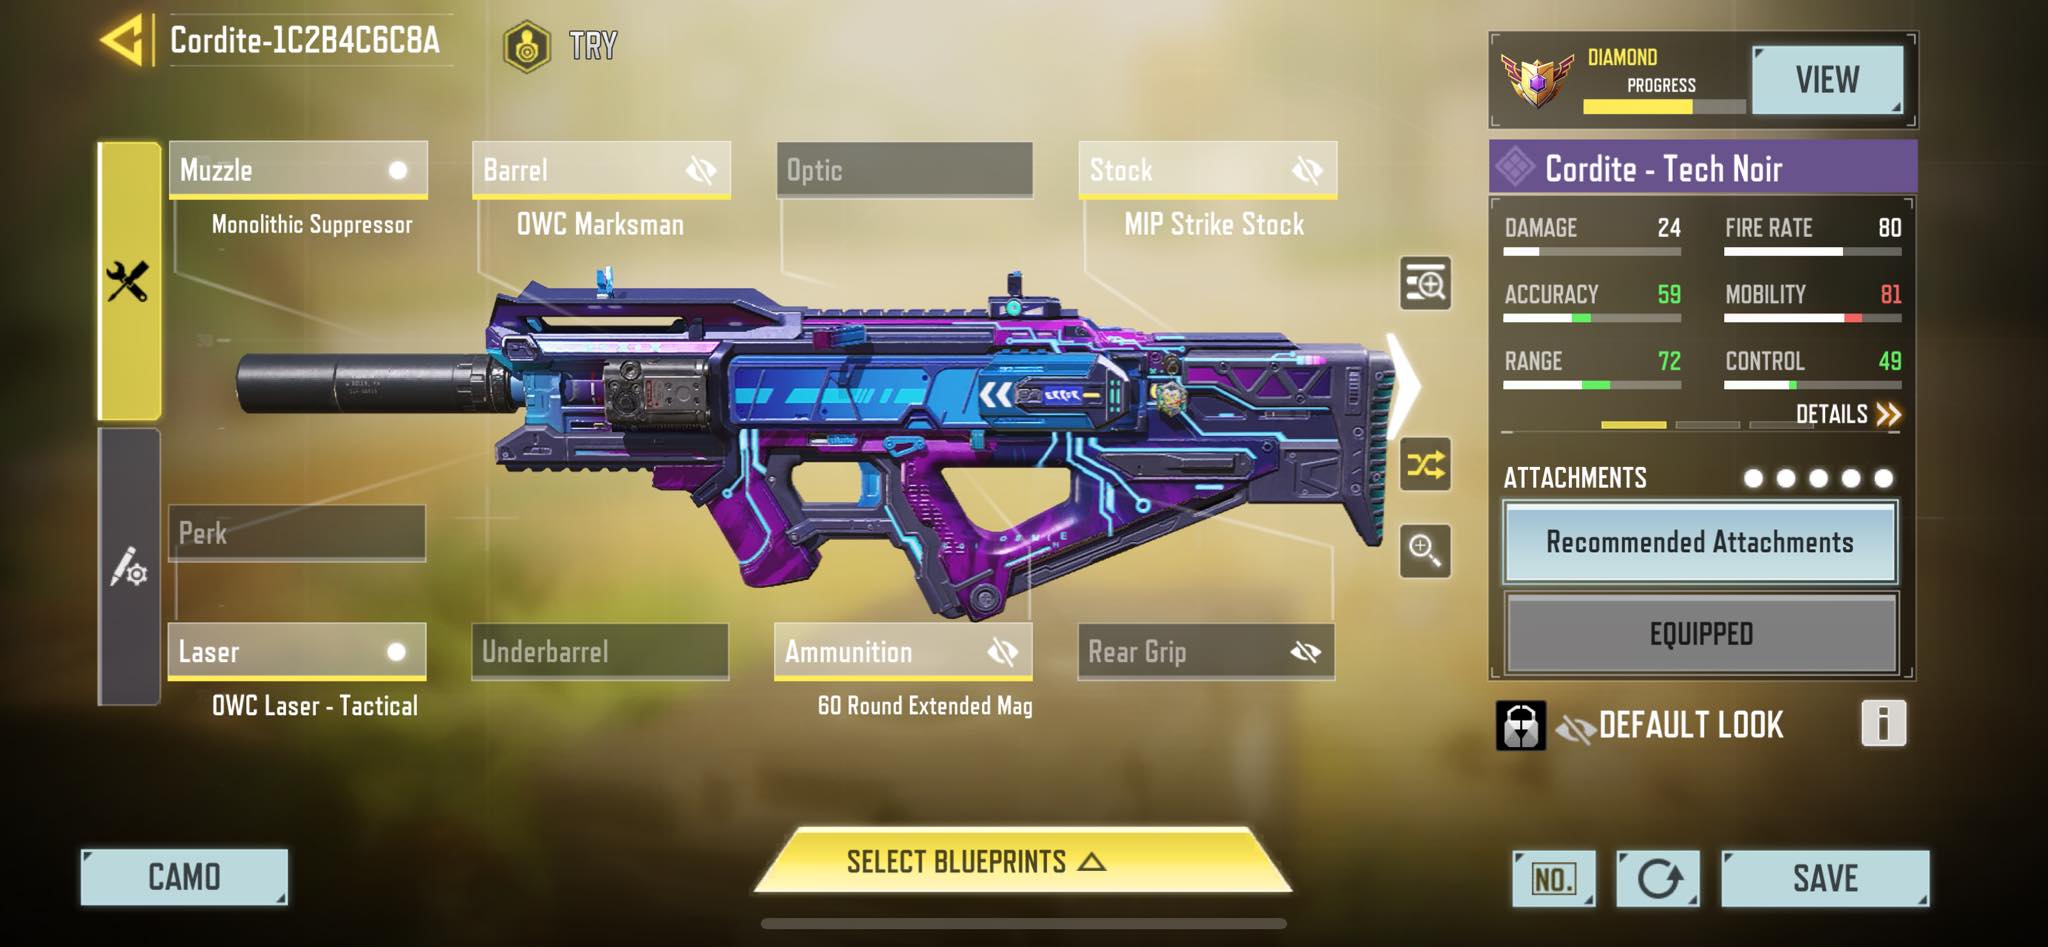 Cordite-1C2B4C6C8A
TRY
DIAMOND
PROGRESS
VIEW
Muzzle
Monolithic Suppressor
Barrel
OWC Marksman
Optic
Stock
MIP Strike Stock
Cordite - Tech Noir
DAMAGE 24
FIRE RATE 80
ACCURACY 59
MOBILITY 81
RANGE 72
CONTROL 49
DETAILS
ATTACHMENTS
Recommended Attachments
EQUIPPED
ERROR
Perk
Laser
OWC Laser - Tactical
Underbarrel
Ammunition
60 Round Extended Mag
Rear Grip
DEFAULT LOOK
i
CAMO
SELECT BLUEPRINTS
NO.
SAVE